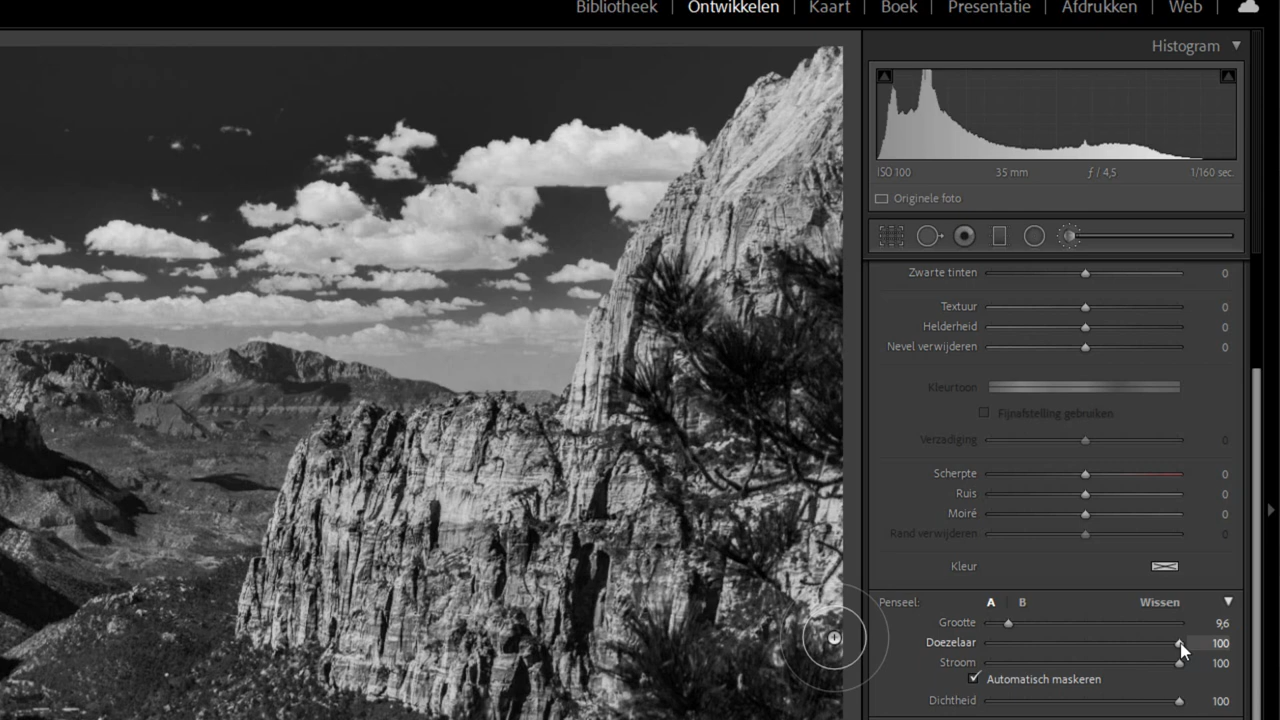 Bibliotheek | Ontwikkelen | Kaart | Boek | Presentatie | Afdrukken | Web |
Histogram
ISO 100 35 mm ƒ / 4,5 1/160 sec.
Originele foto
Zwarte tinten 0
Textuur 0
Helderheid 0
Nevel verwijderen 0
Kleurtoon
Fijnafstelling gebruiken
Verzadiging 0
Scherpte 0
Ruis 0
Moiré 0
Rand verwijderen 0
Kleur
Penseel: A B Wissen
Grootte 9,6
Doezelaar 100
Stroom 100
Automatisch maskeren
Dichtheid 100